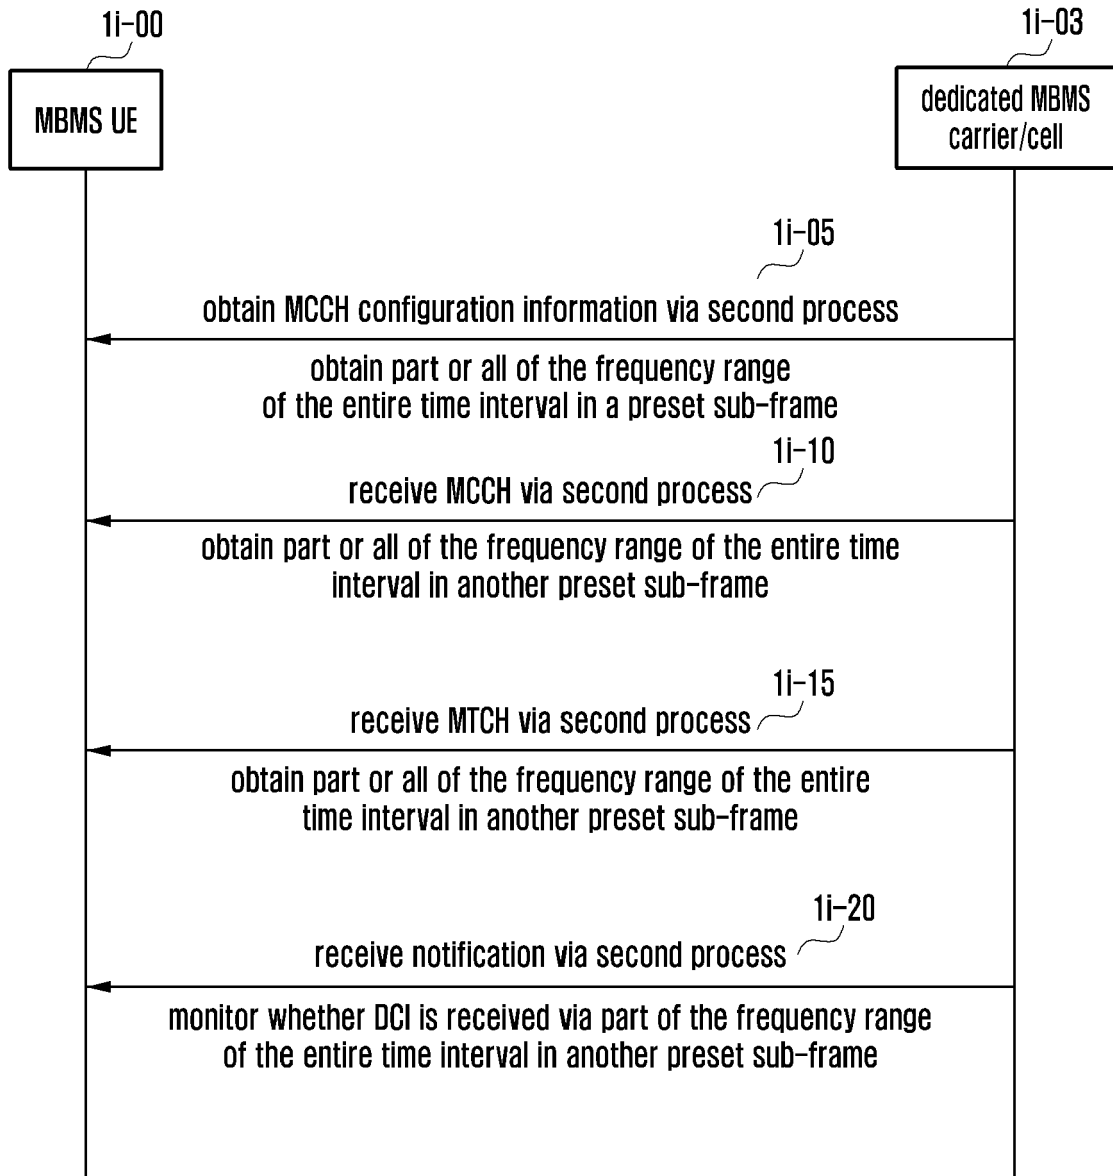 1i-00
1i-03
MBMS UE
dedicated MBMS
carrier/cell
1i-05
obtain MCCH configuration information via second process
obtain part or all of the frequency range
of the entire time interval in a preset sub-frame
1i-10
receive MCCH via second process
obtain part or all of the frequency range of the entire time
interval in another preset sub-frame
1i-15
receive MTCH via second process
obtain part or all of the frequency range of the entire
time interval in another preset sub-frame
1i-20
receive notification via second process
monitor whether DCI is received via part of the frequency range
of the entire time interval in another preset sub-frame